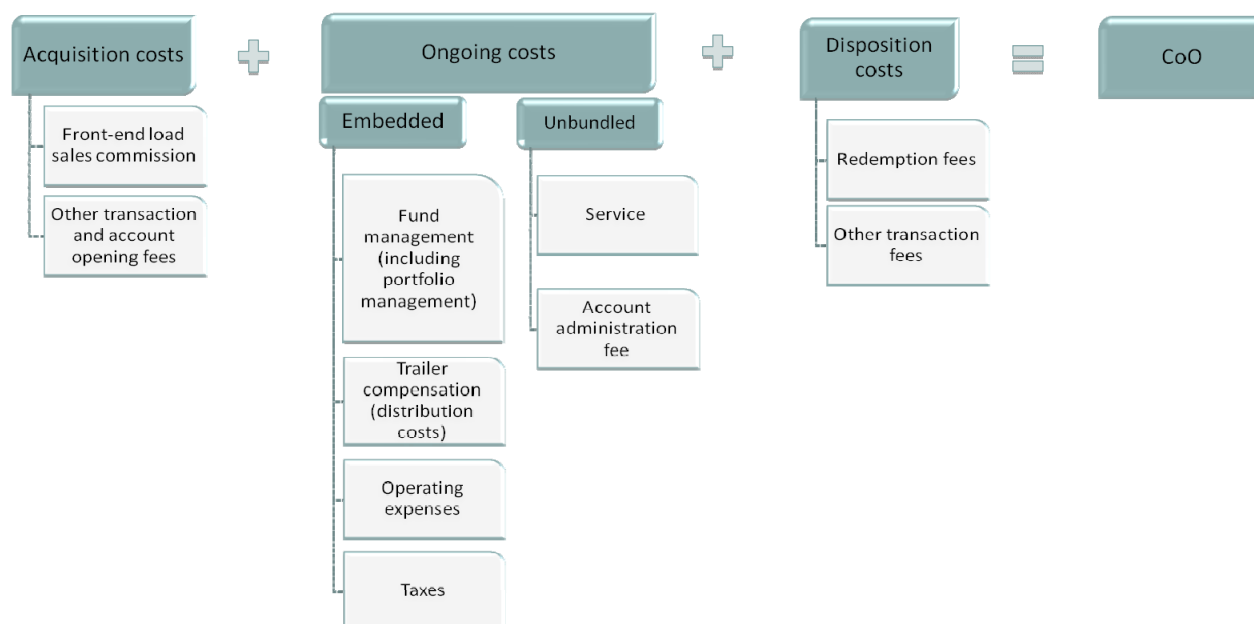 Acquisition costs
Front-end load
sales commission
Other transaction
and account
opening fees
Ongoing costs
Embedded
Fund
management
(including
portfolio
management)
Trailer
compensation
(distribution
costs)
Operating
expenses
Taxes
Unbundled
Service
Account
administration
fee
Disposition
costs
Redemption fees
Other transaction
fees
CoO